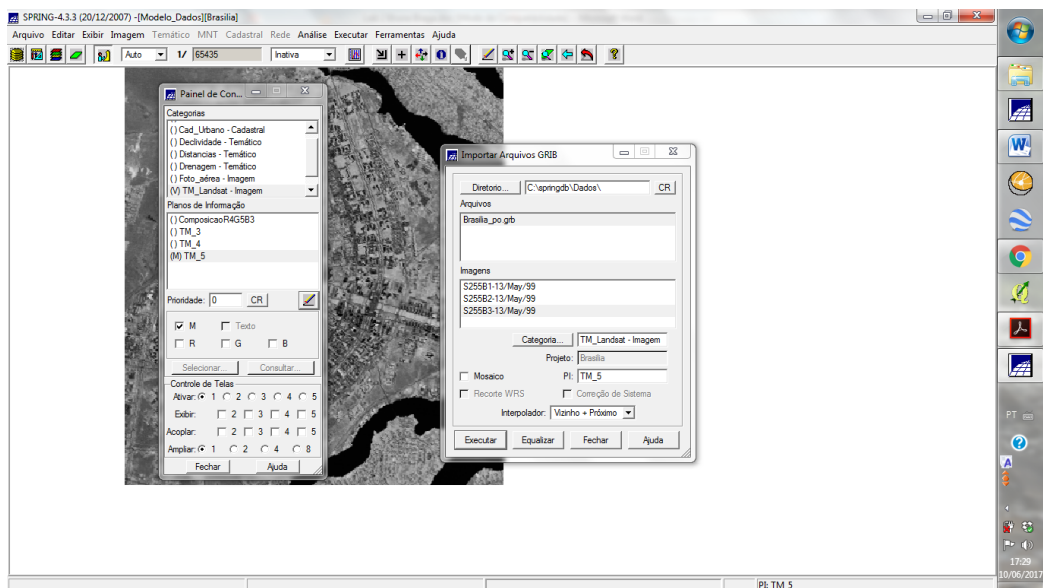 SPRING-4.3.3 (20/12/2007) -[Modelo_Dados][Brasilia]
Arquivo Editar Exibir Imagem Temático MNT Cadastral Rede Análise Executar Ferramentas Ajuda
Auto 1/ 65435 Inativa
Painel de Con...
Categorias
( ) Cad_Urbano - Cadastral
( ) Declividade - Temático
( ) Distancias - Temático
( ) Drenagem - Temático
( ) Foto_aérea - Imagem
(V) TM_Landsat - Imagem
Planos de Informação
( ) ComposicaoR4G5B3
( ) TM_3
( ) TM_4
(M) TM_5
Prioridade: 0 CR
M Texto
R G B
Selecionar... Consultar...
Controle de Telas
Ativar: 1 2 3 4 5
Exibir: 2 3 4 5
Acoplar: 2 3 4 5
Ampliar: 1 2 4 8
Fechar Ajuda
Importar Arquivos GRIB
Diretorio... C:\springdb\Dados\ CR
Arquivos
Brasilia_po.grb
Imagens
S255B1-13/May/99
S255B2-13/May/99
S255B3-13/May/99
Categoria... TM_Landsat - Imagem
Projeto: Brasilia
Mosaico PI: TM_5
Recorte WRS Correção de Sistema
Interpolador: Vizinho + Próximo
Executar Equalizar Fechar Ajuda
PI: TM_5
PT
17:29
10/06/2017